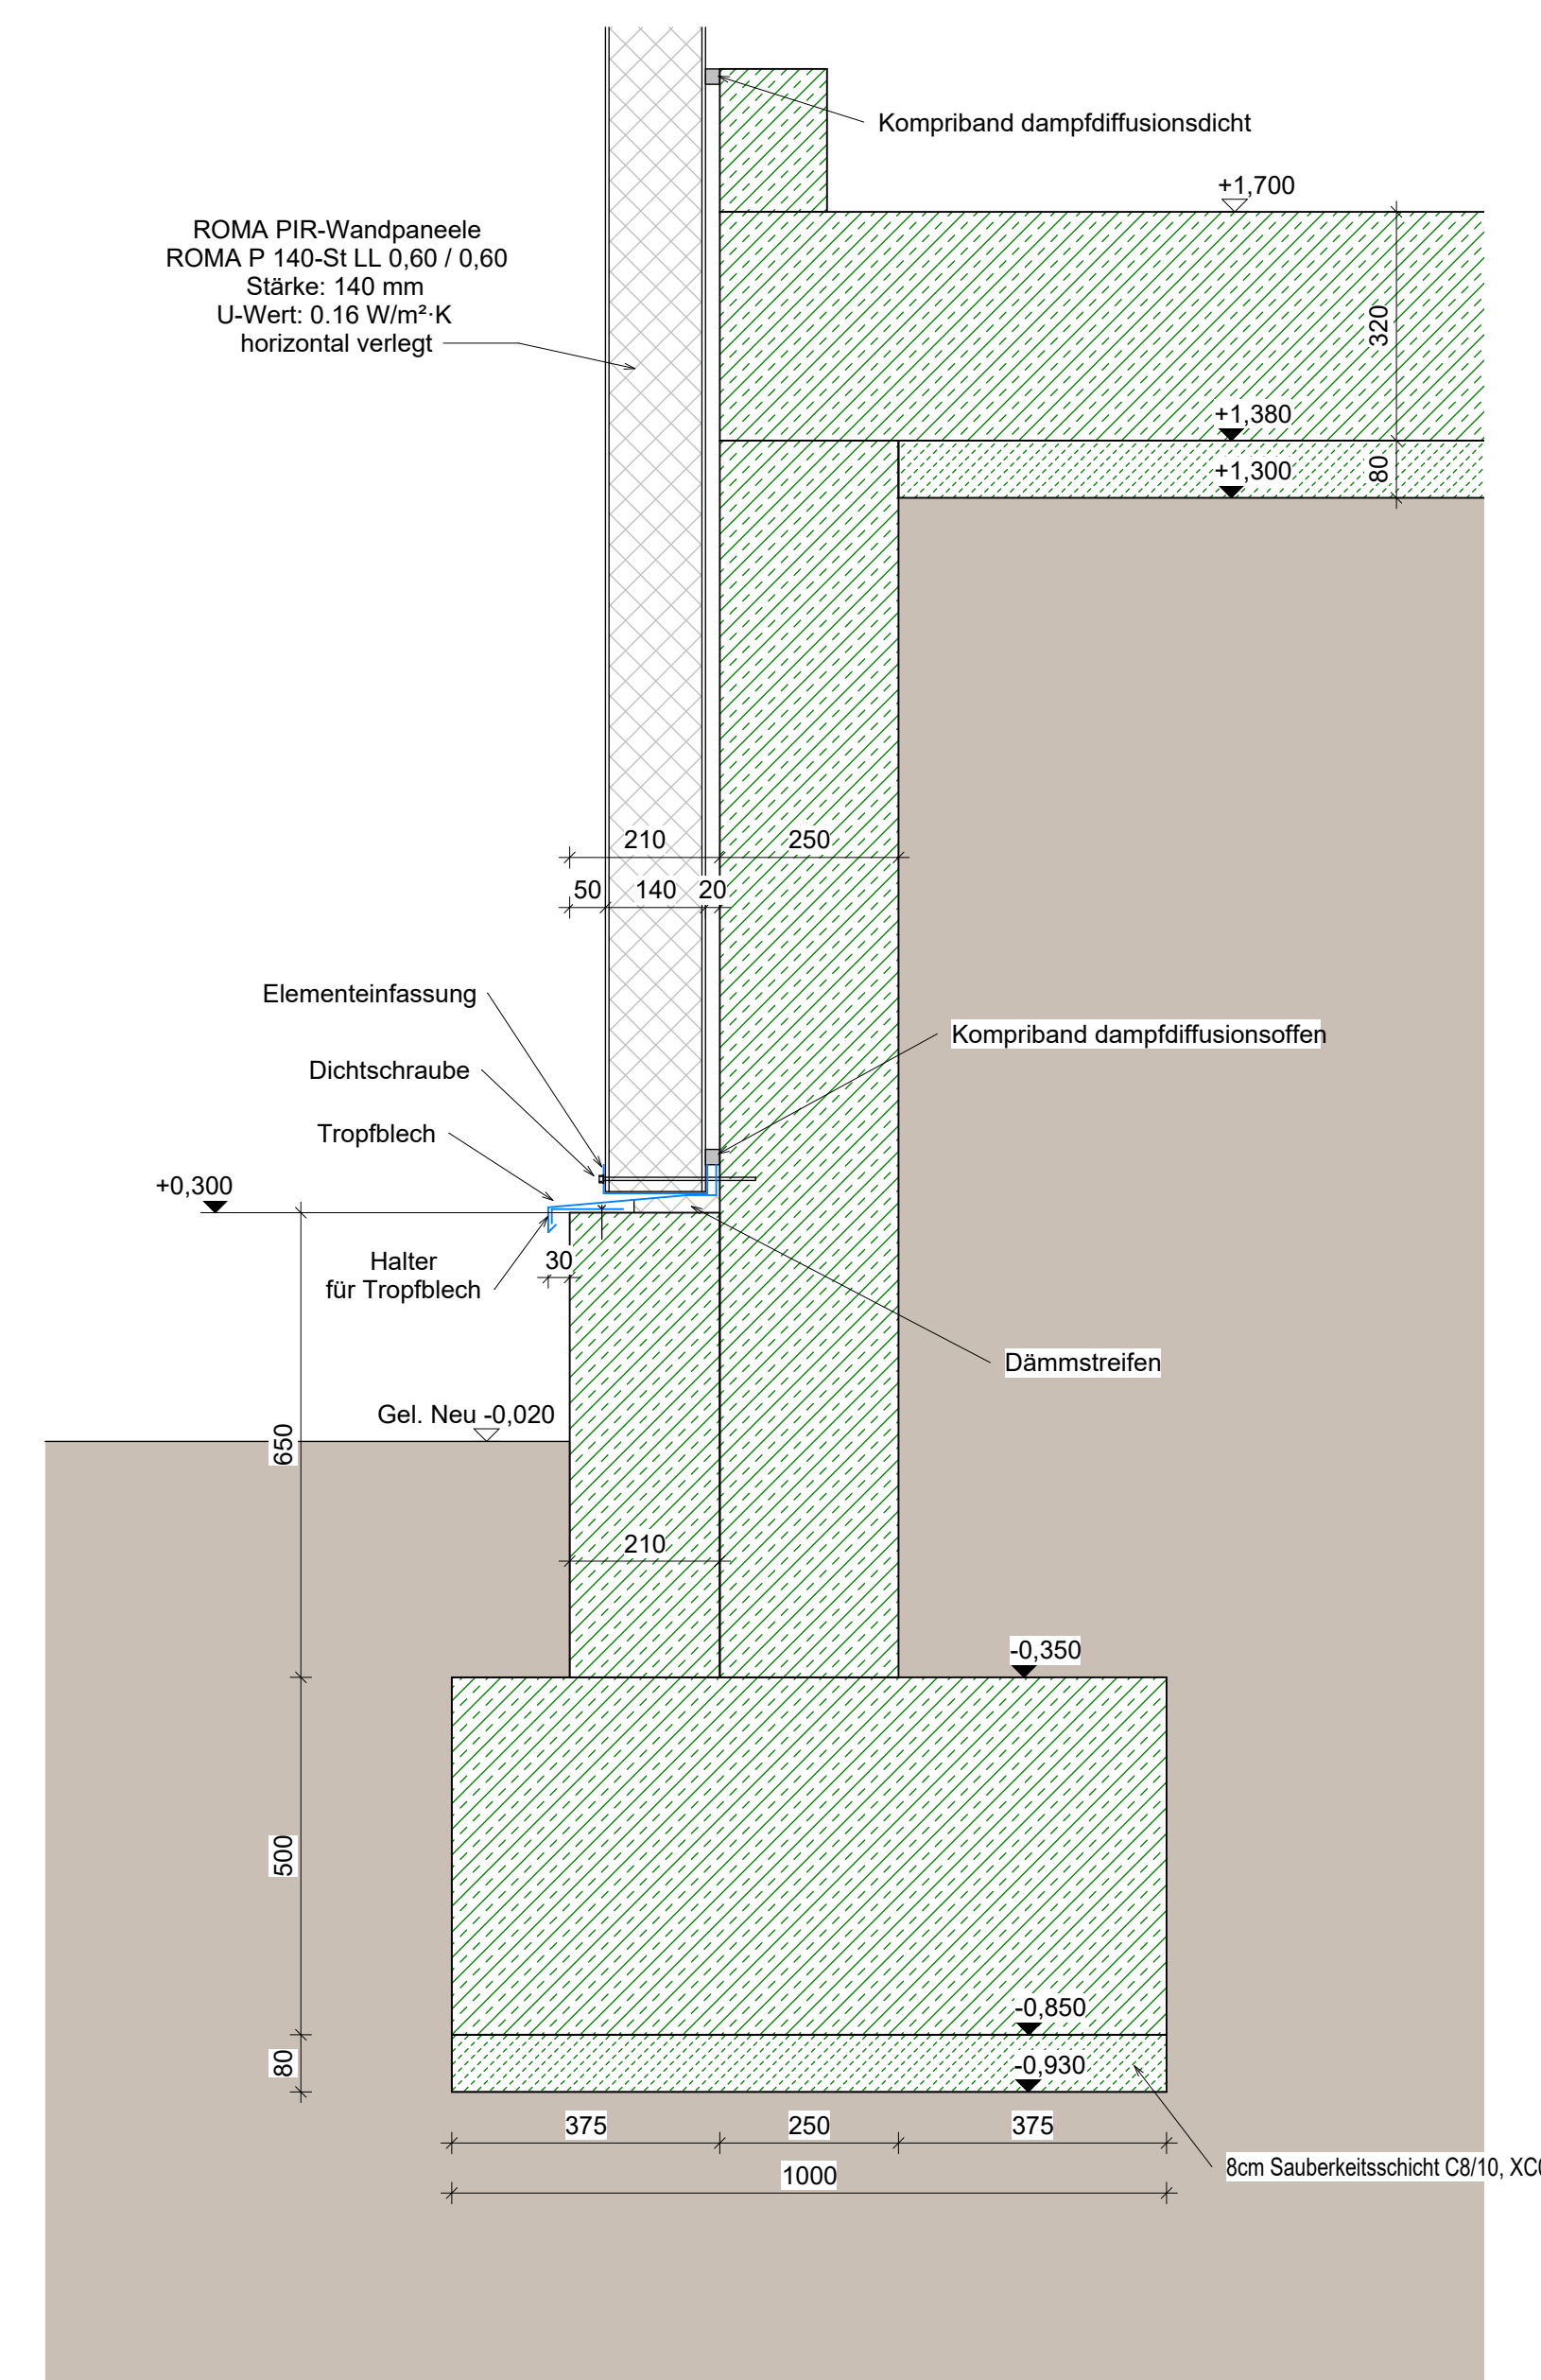 Kompriband dampfdiffusionsdicht
+1,700
ROMA PIR-Wandpaneele
ROMA P 140-St LL 0,60 / 0,60
Stärke: 140 mm
U-Wert: 0.16 W/m²·K
horizontal verlegt
320
+1,380
+1,300
80
210
250
50
140
20
Elementeinfassung
Kompriband dampfdiffusionsoffen
Dichtschraube
Tropfblech
+0,300
Halter
für Tropfblech
30
Dämmstreifen
Gel. Neu -0,020
650
210
-0,350
500
-0,850
80
-0,930
375
250
375
8cm Sauberkeitsschicht C8/10,
1000